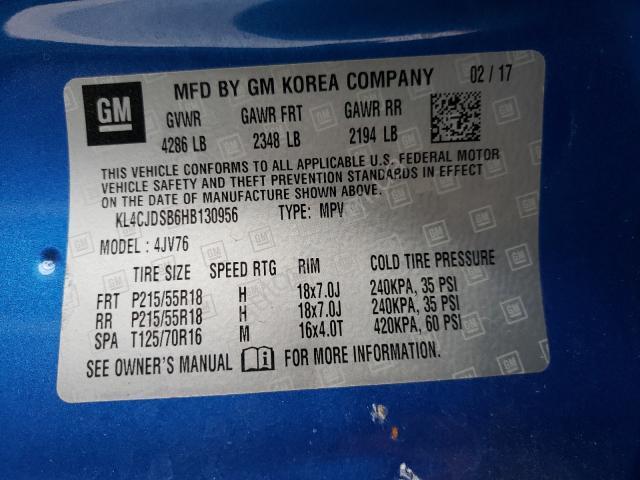 GM MFD BY GM KOREA COMPANY 02 / 17
GVWR GAWR FRT GAWR RR
4286 LB 2348 LB 2194 LB
THIS VEHICLE CONFORMS TO ALL APPLICABLE U.S. FEDERAL MOTOR
VEHICLE SAFETY AND THEFT PREVENTION STANDARDS IN EFFECT
ON THE DATE OF MANUFACTURE SHOWN ABOVE.
KL4CJDSB6HB130956 TYPE: MPV
MODEL : 4JV76
TIRE SIZE SPEED RTG RIM COLD TIRE PRESSURE
FRT P215/55R18 H 18x7.0J 240KPA, 35 PSI
RR P215/55R18 H 18x7.0J 240KPA, 35 PSI
SPA T125/70R16 M 16x4.0T 420KPA, 60 PSI
SEE OWNER'S MANUAL FOR MORE INFORMATION.